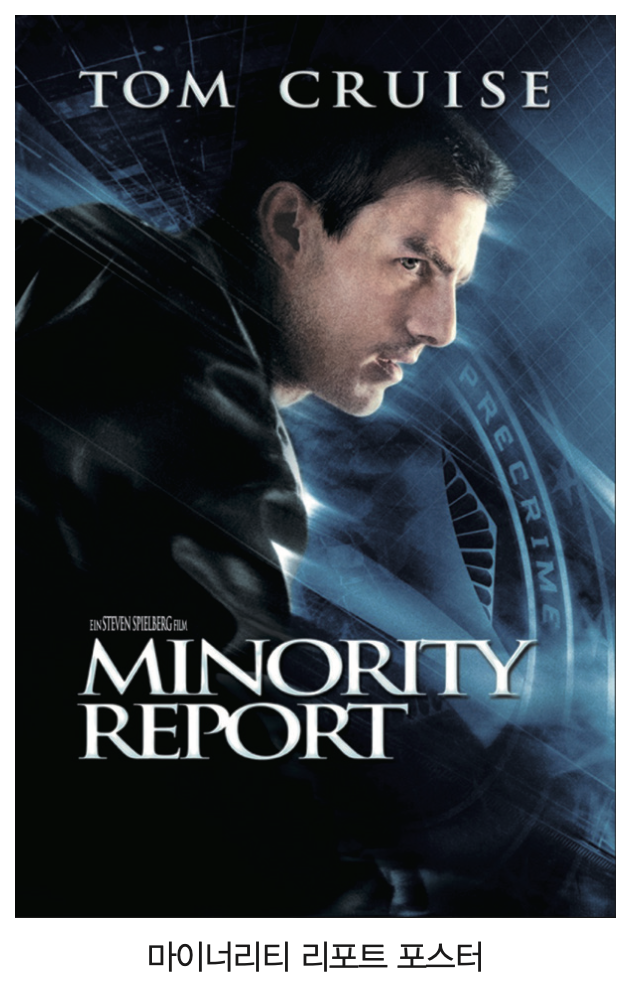 TOM CRUISE
PRECRIME
EIN STEVEN SPIELBERG FILM
MINORITY
REPORT
마이너리티 리포트 포스터